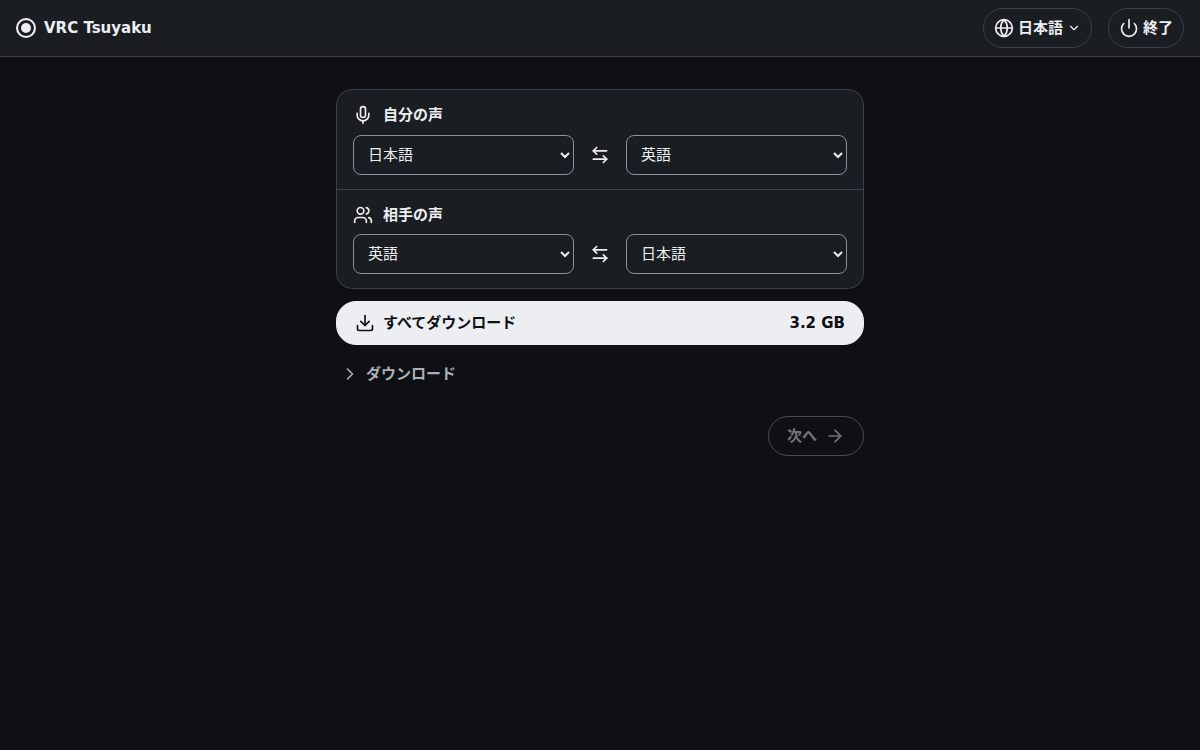 VRC Tsuyaku
日本語
終了
自分の声
日本語
英語
相手の声
英語
日本語
すべてダウンロード
3.2 GB
ダウンロード
次へ